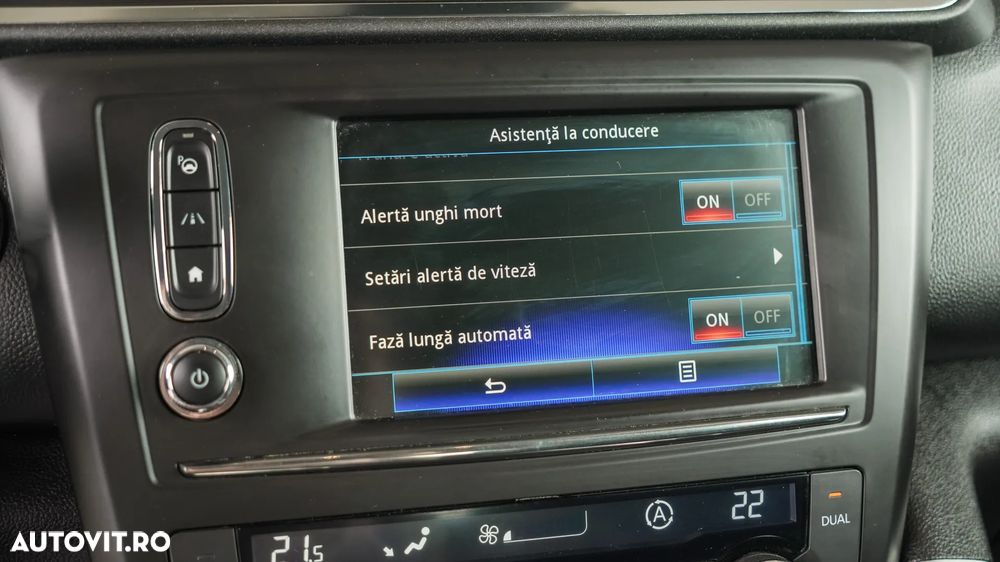 Asistenţă la conducere
Alertă unghi mort
ON OFF
Setări alertă de viteză
Fază lungă automată
ON OFF
P
21.5
A
22
DUAL
AUTOVIT.RO